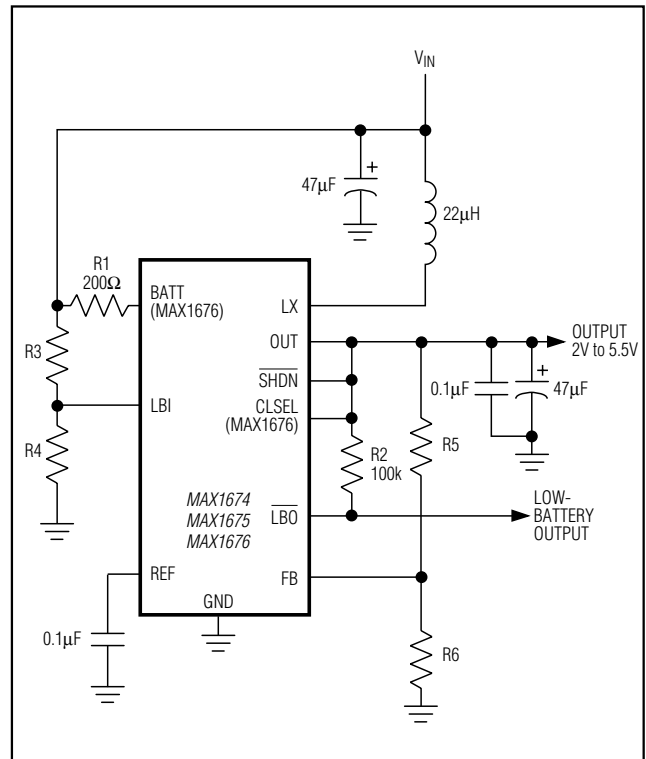 VIN
47µF
+
22µH
R1
200Ω
BATT
(MAX1676)
LX
OUT
OUTPUT
2V to 5.5V
R3
SHDN
0.1µF
+
47µF
LBI
CLSEL
(MAX1676)
R5
R4
R2
100k
MAX1674
MAX1675
MAX1676
LBO
LOW-
BATTERY
OUTPUT
REF
FB
GND
0.1µF
R6